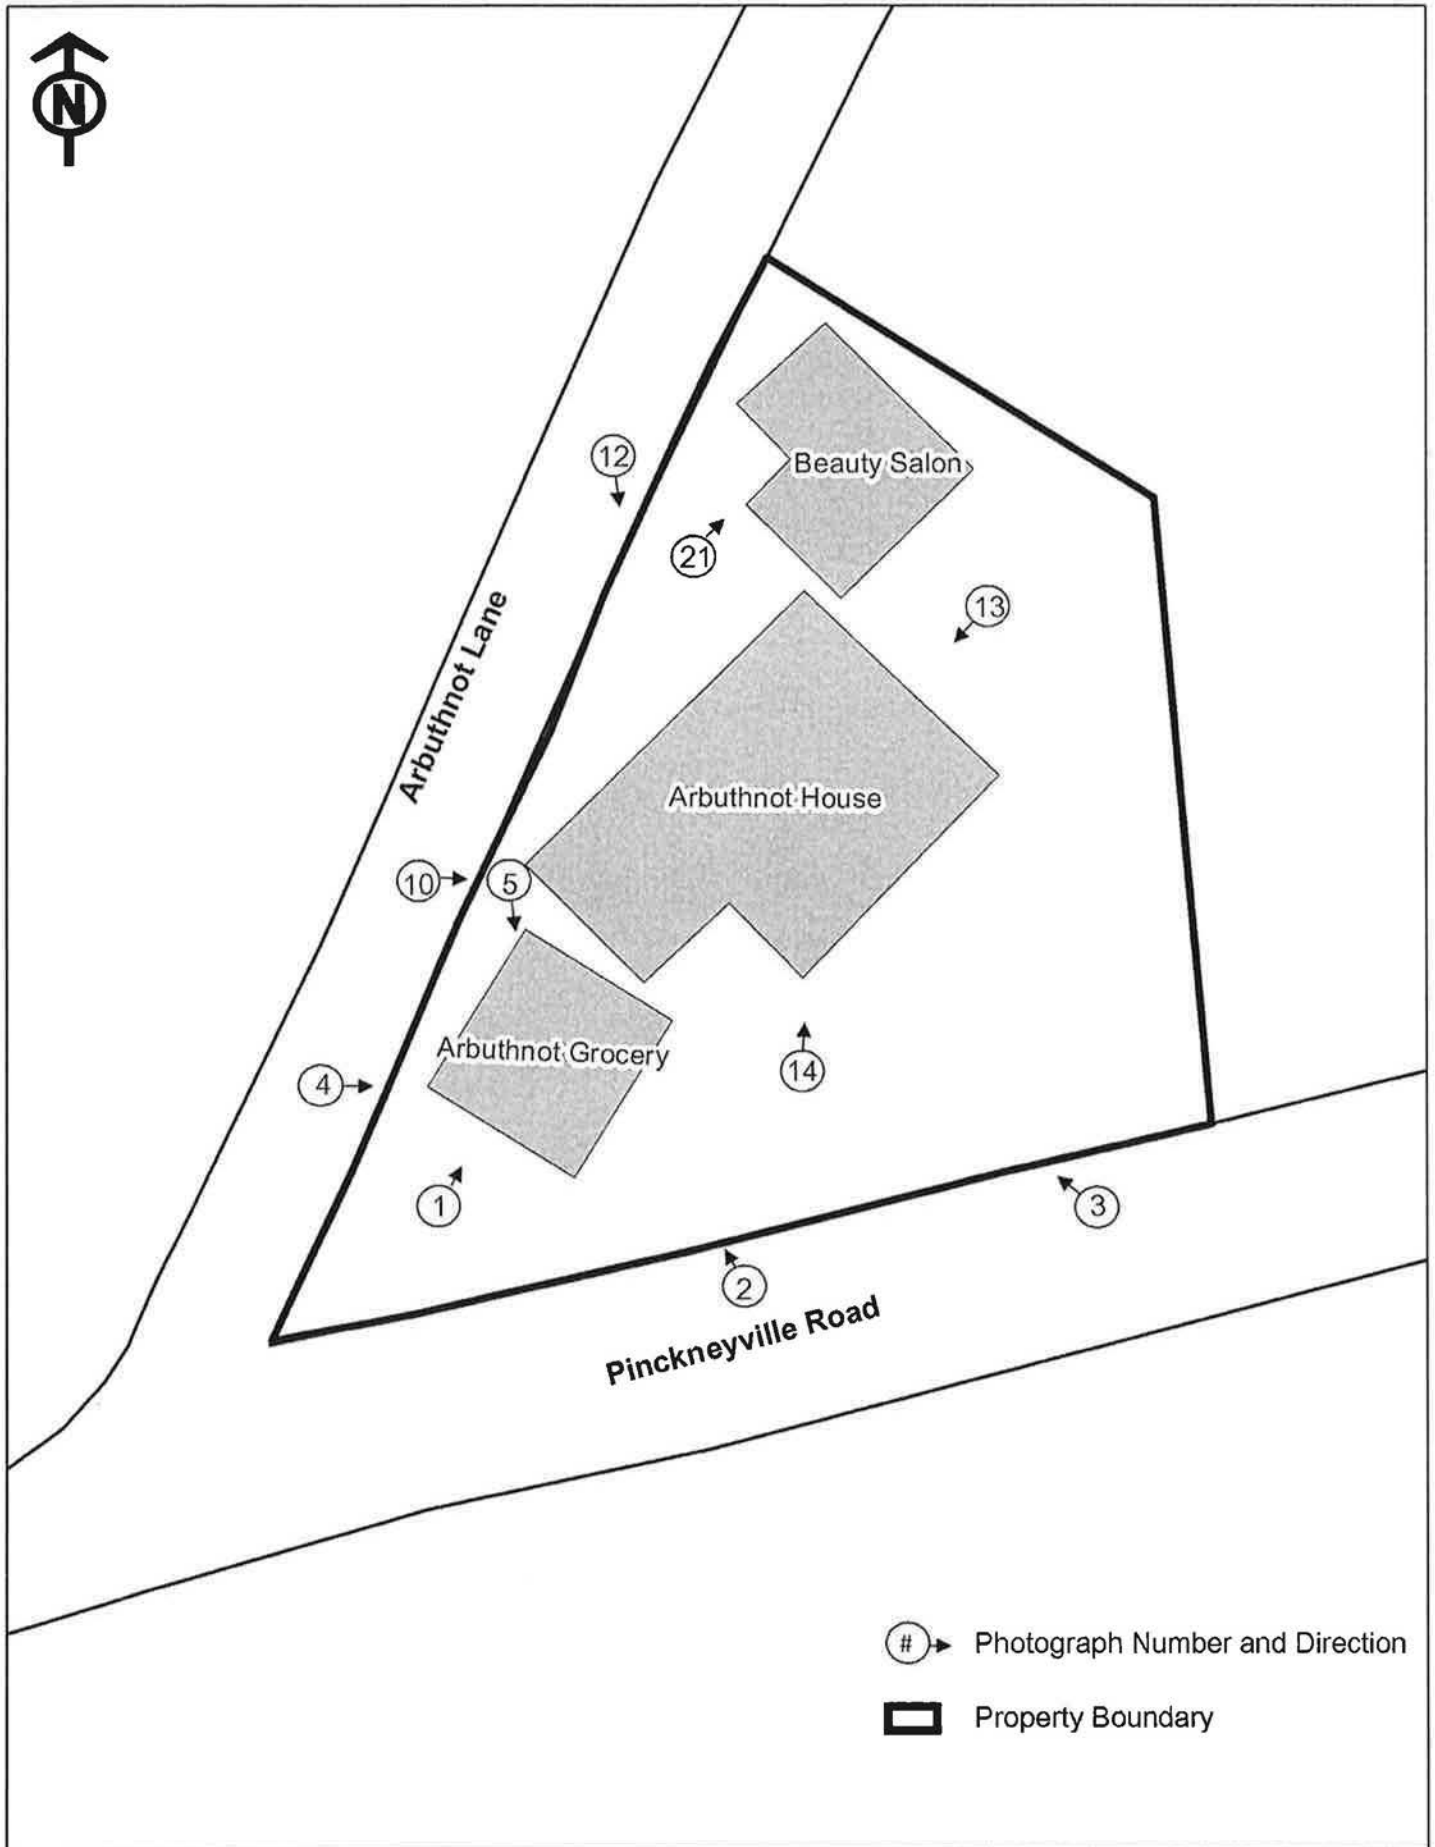 N
12
Beauty Salon
21
13
Arbuthnot Lane
Arbuthnot House
10
5
Arbuthnot Grocery
14
4
1
3
2
Pinckneyville Road
# Photograph Number and Direction
Property Boundary